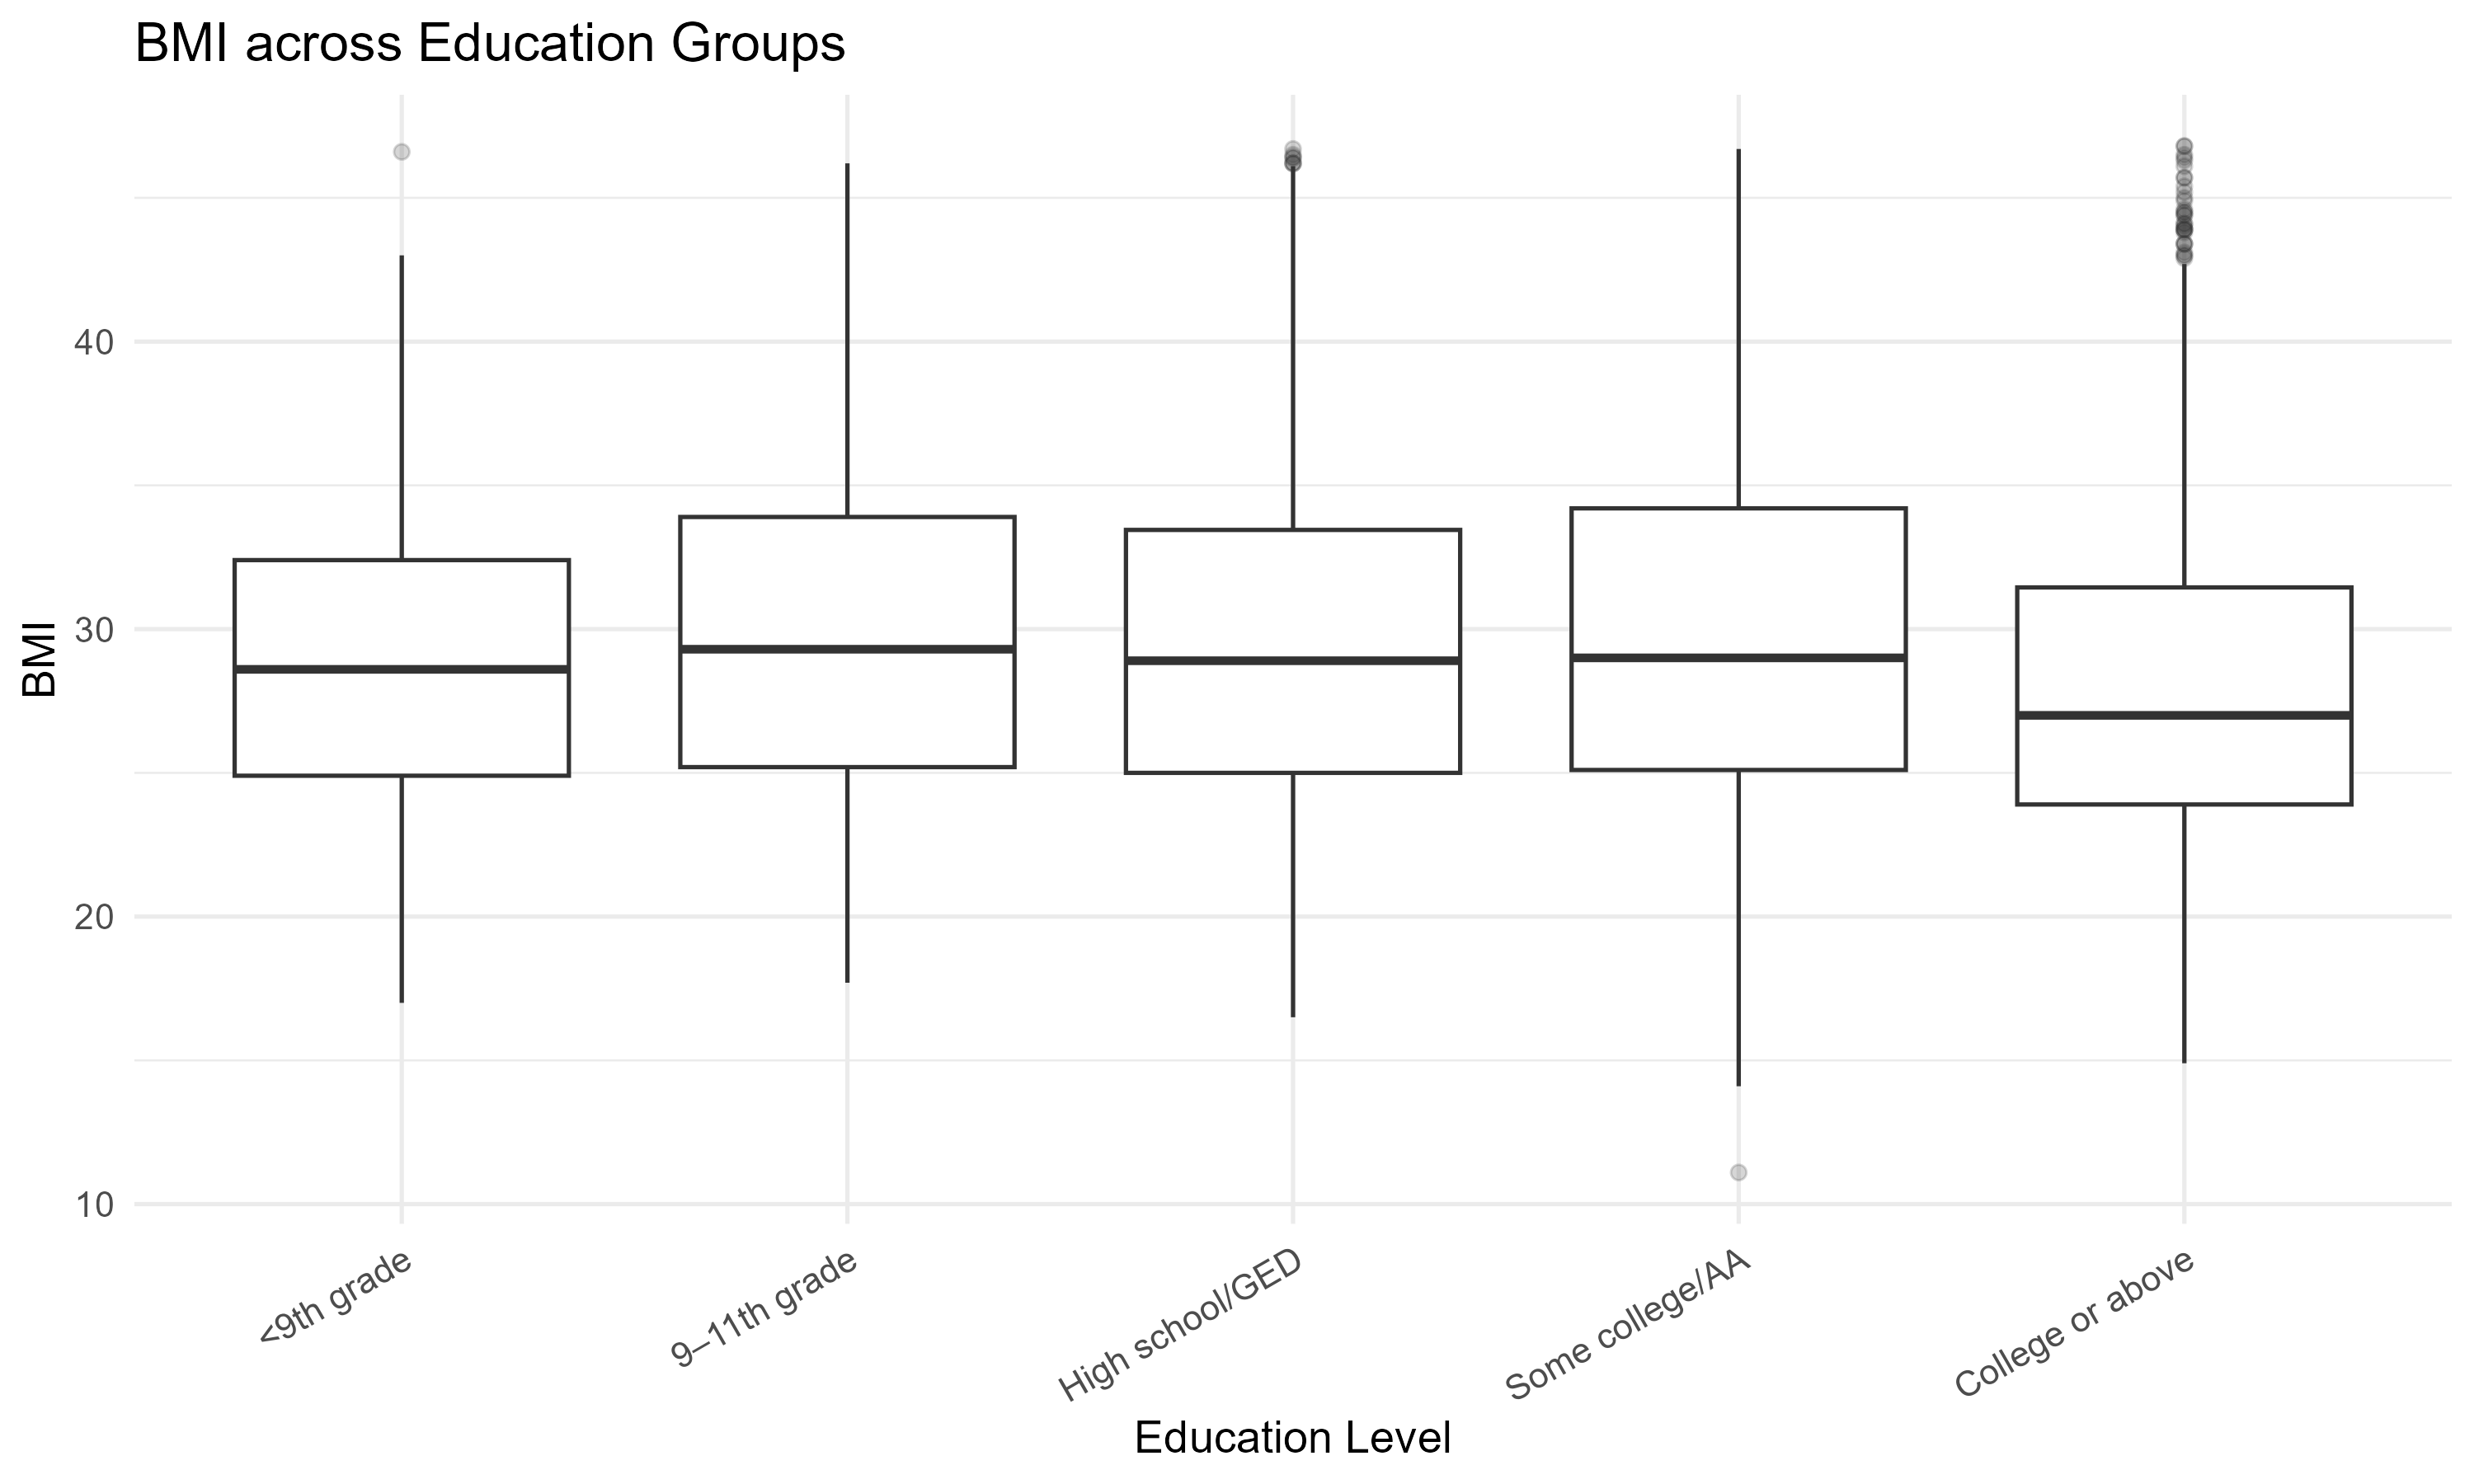 BMI across Education Groups
BMI
40
30
20
10
<9th grade
9–11th grade
High school/GED
Some college/AA
College or above
Education Level